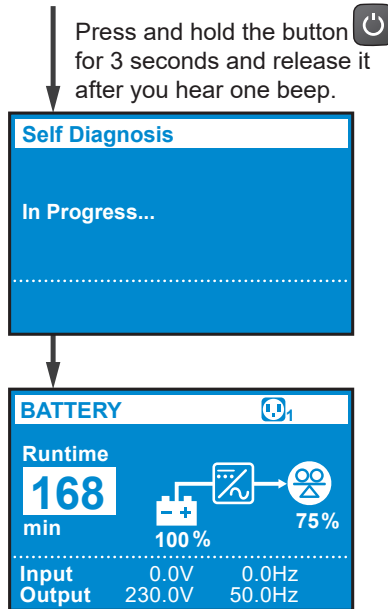 Press and hold the button
for 3 seconds and release it
after you hear one beep.
Self Diagnosis
In Progress...
BATTERY 1
Runtime
168
min
100%
75%
Input 0.0V 0.0Hz
Output 230.0V 50.0Hz